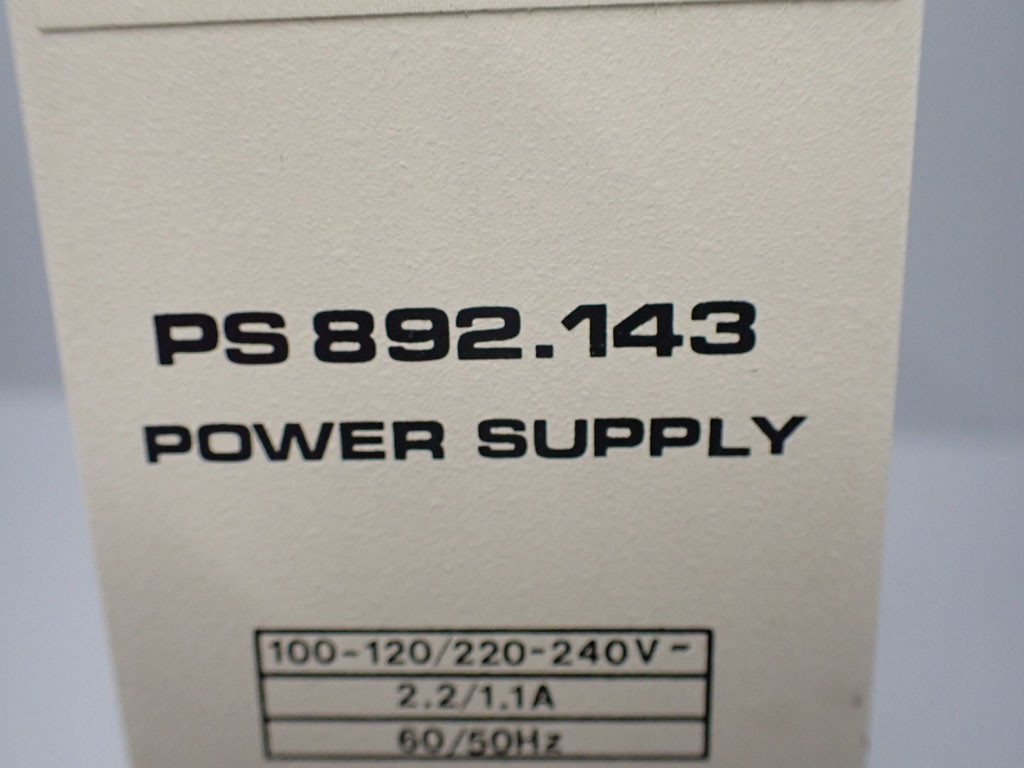 PS 892.143
POWER SUPPLY
100-120/220-240V ~
2.2/1.1A
60/50Hz